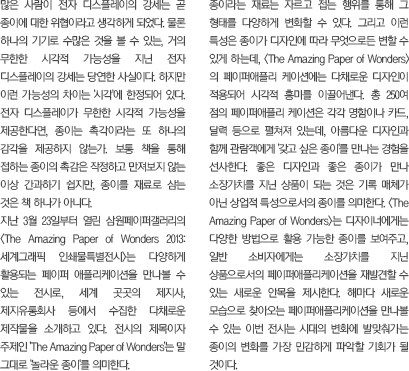 많은 사람이 전자 디스플레이의 강세는 곧
종이에 대한 위협이라고 생각하게 되었다. 물론
하나의 기기로 수많은 것을 볼 수 있는, 거의
무한한 시각적 가능성을 지닌 전자
디스플레이의 강세는 당연한 사실이다. 하지만
이런 가능성의 차이는 '시각'에 한정되어 있다.
전자 디스플레이가 무한한 시각적 가능성을
제공한다면, 종이는 촉각이라는 또 하나의
감각을 제공하지 않는가. 보통 책을 통해
접하는 종이의 촉감은 작정하고 만져보지 않는
이상 간과하기 쉽지만, 종이를 재료로 삼는
것은 책 하나가 아니다.
지난 3월 23일부터 열린 삼원페이퍼갤러리의
<The Amazing Paper of Wonders 2013:
세계그래픽 인쇄물특별전시>는 다양하게
활용되는 페이퍼 애플리케이션을 만나볼 수
있는 전시로, 세계 곳곳의 제지사,
제지유통회사 등에서 수집한 다채로운
제작물을 소개하고 있다. 전시의 제목이자
주제인 'The Amazing Paper of Wonders'는 말
그대로 '놀라운 종이'를 의미한다.
종이라는 재료는 자르고 접는 행위를 통해 그
형태를 다양하게 변화할 수 있다. 그리고 이런
특성은 종이가 디자인에 따라 무엇으로든 변할 수
있게 하는데, <The Amazing Paper of Wonders>
의 페이퍼애플리 케이션에는 다채로운 디자인이
적용되어 시각적 흥미를 이끌어낸다. 총 250여
점의 페이퍼애플리 케이션은 각각 명함이나 카드,
달력 등으로 펼쳐져 있는데, 아름다운 디자인과
함께 관람객에게 '갖고 싶은 종이'를 만나는 경험을
선사한다. 좋은 디자인과 좋은 종이가 만나
소장가치를 지닌 상품이 되는 것은 기록 매체가
아닌 상업적 특성으로서의 종이를 의미한다. <The
Amazing Paper of Wonders>는 디자이너에게는
다양한 방법으로 활용 가능한 종이를 보여주고,
일반 소비자에게는 소장가치를 지닌
상품으로서의 페이퍼애플리케이션을 재발견할 수
있는 새로운 안목을 제시한다. 해마다 새로운
모습으로 찾아오는 페이퍼애플리케이션을 만나볼
수 있는 이번 전시는 시대의 변화에 발맞춰가는
종이의 변화를 가장 민감하게 파악할 기회가 될
것이다.